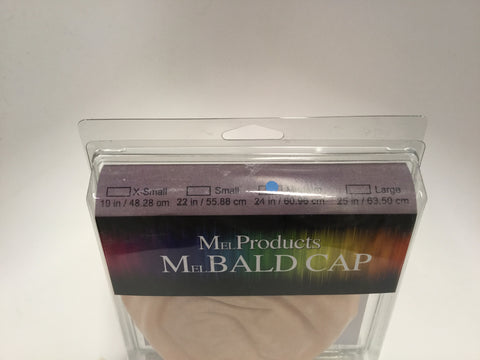 X-Small Small Large
19 in / 48.28 cm 22 in / 55.88 cm 24 in / 60.96 cm 25 in / 63.50 cm
MELPRODUCTS
MELBALD CAP